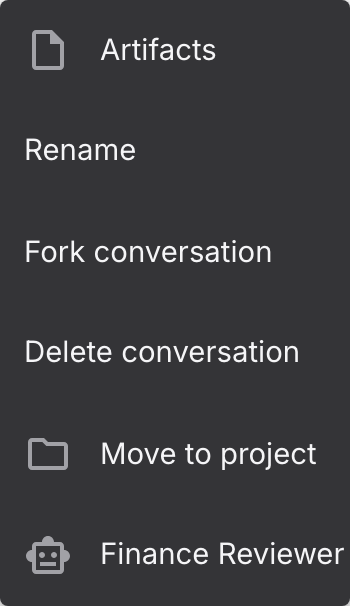 Artifacts
Rename
Fork conversation
Delete conversation
Move to project
Finance Reviewer